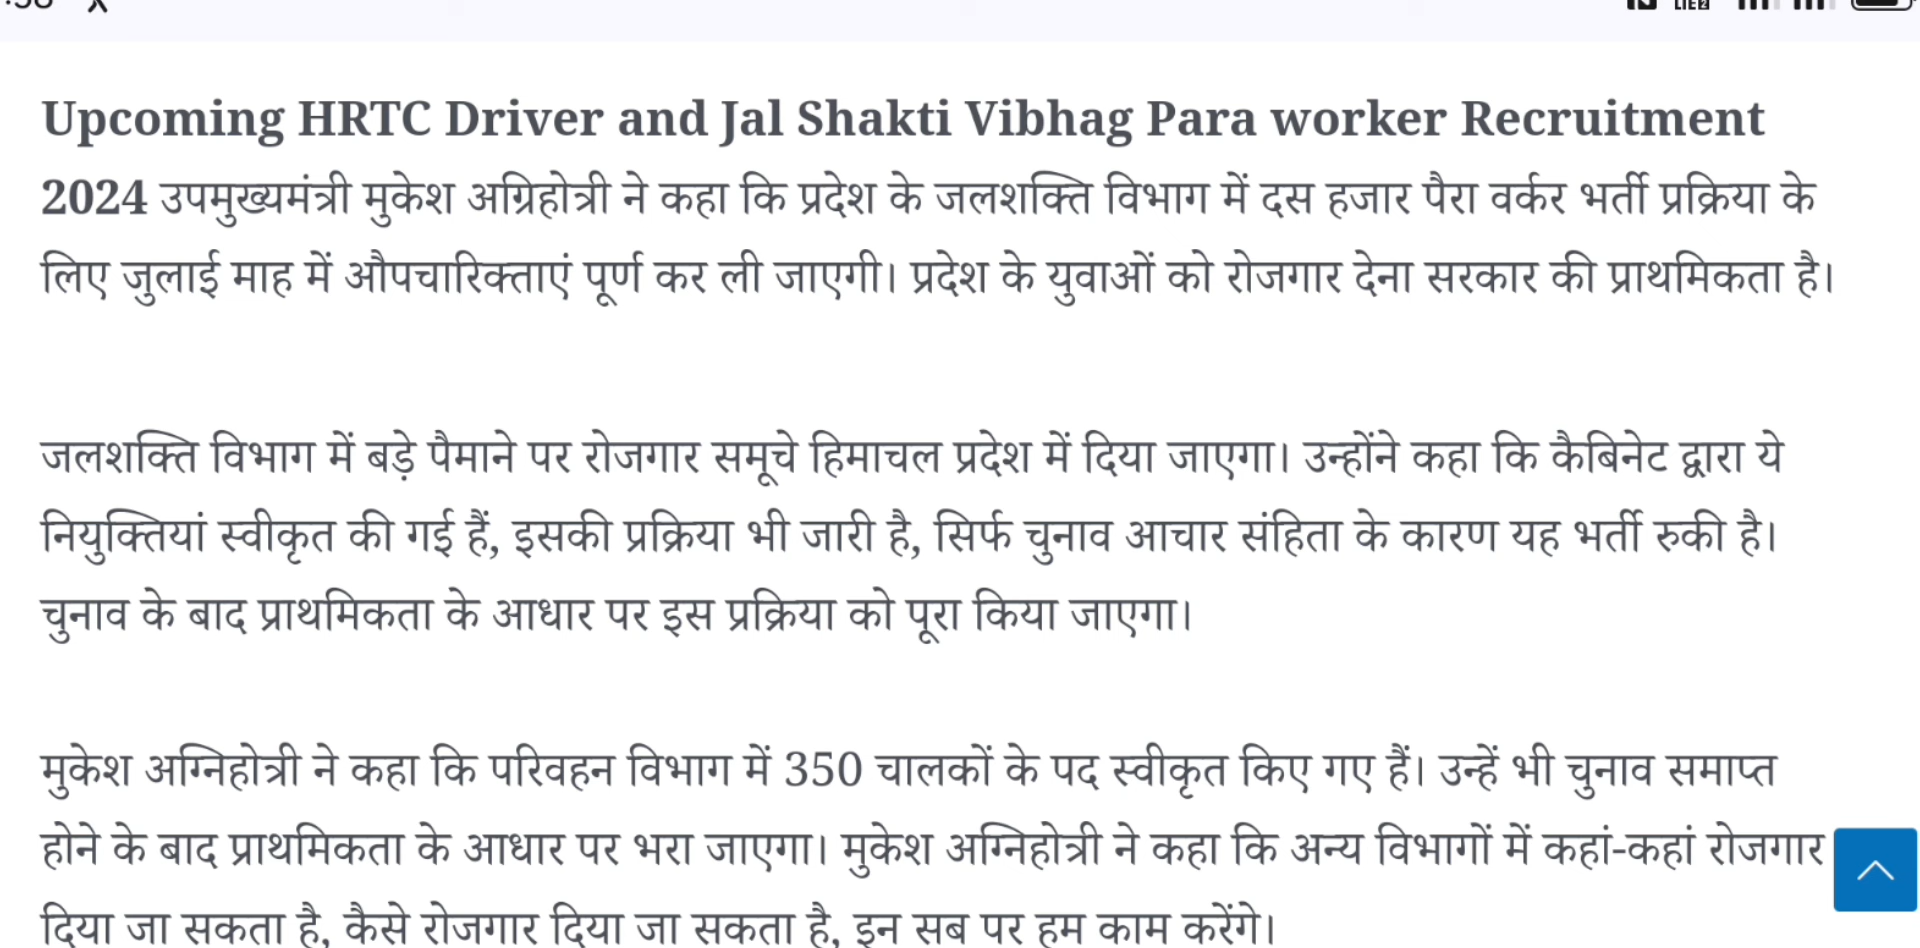 Upcoming HRTC Driver and Jal Shakti Vibhag Para worker Recruitment
2024 उपमुख्यमंत्री मुकेश अग्रिहोत्री ने कहा कि प्रदेश के जलशक्ति विभाग में दस हजार पैरा वर्कर भर्ती प्रक्रिया के
लिए जुलाई माह में औपचारिक्ताएं पूर्ण कर ली जाएगी। प्रदेश के युवाओं को रोजगार देना सरकार की प्राथमिकता है।
जलशक्ति विभाग में बड़े पैमाने पर रोजगार समूचे हिमाचल प्रदेश में दिया जाएगा। उन्होंने कहा कि कैबिनेट द्वारा ये
नियुक्तियां स्वीकृत की गई हैं, इसकी प्रक्रिया भी जारी है, सिर्फ चुनाव आचार संहिता के कारण यह भर्ती रुकी है।
चुनाव के बाद प्राथमिकता के आधार पर इस प्रक्रिया को पूरा किया जाएगा।
मुकेश अग्निहोत्री ने कहा कि परिवहन विभाग में 350 चालकों के पद स्वीकृत किए गए हैं। उन्हें भी चुनाव समाप्त
होने के बाद प्राथमिकता के आधार पर भरा जाएगा। मुकेश अग्निहोत्री ने कहा कि अन्य विभागों में कहां-कहां रोजगार
दिया जा सकता है, कैसे रोजगार दिया जा सकता है, इन सब पर हम काम करेंगे।